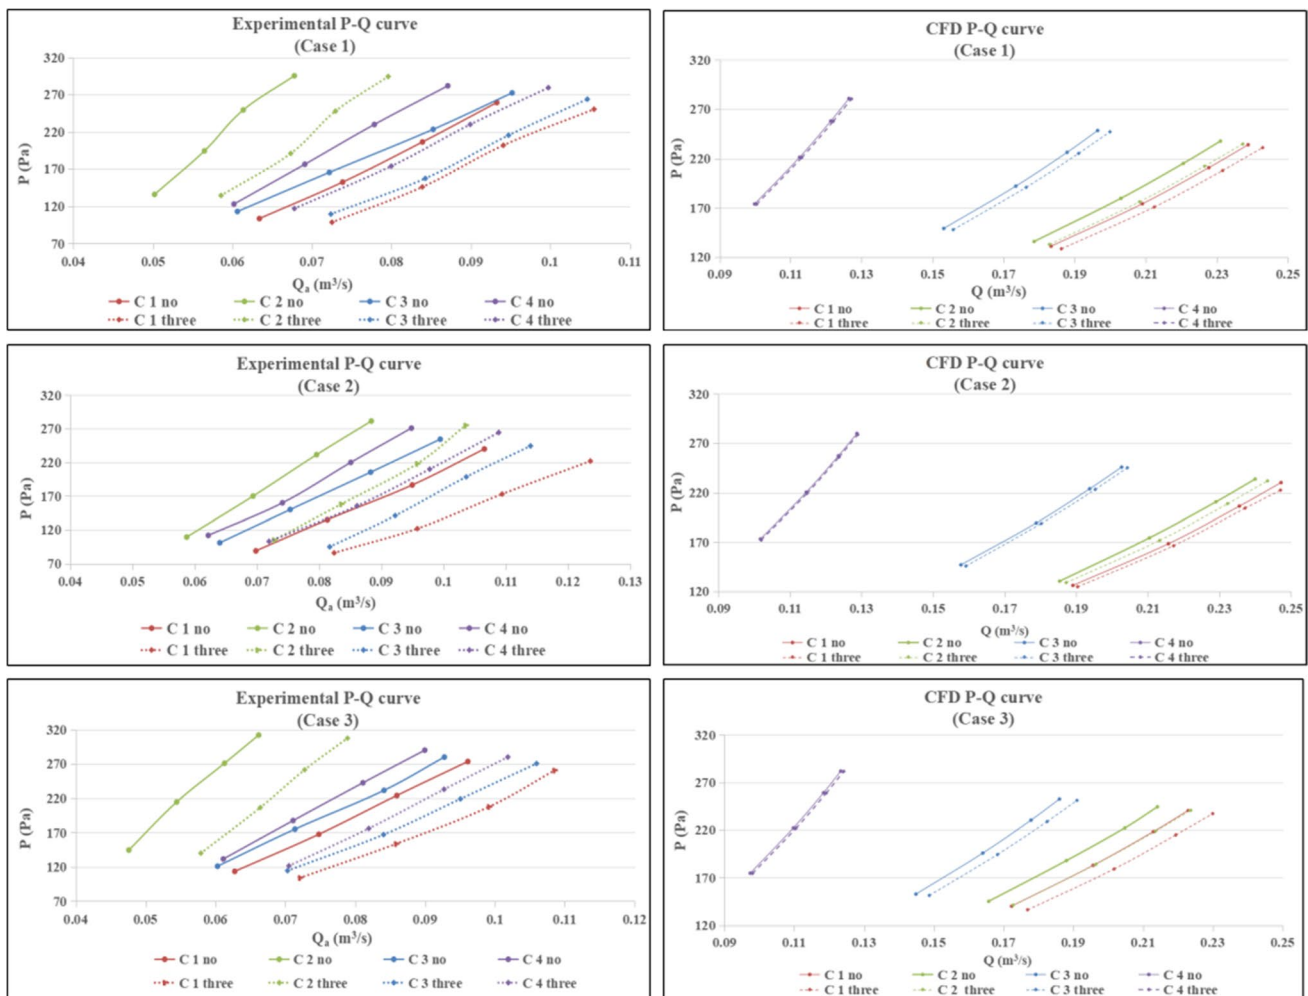 Experimental P-Q curve
(Case 1)
320
270
220
170
120
70
P (Pa)
0.04 0.05 0.06 0.07 0.08 0.09 0.1 0.11
Qa (m³/s)
C 1 no C 2 no C 3 no C 4 no
C 1 three C 2 three C 3 three C 4 three
CFD P-Q curve
(Case 1)
320
270
220
170
120
P (Pa)
0.09 0.11 0.13 0.15 0.17 0.19 0.21 0.23 0.25
Q (m³/s)
C 1 no C 2 no C 3 no C 4 no
C 1 three C 2 three C 3 three C 4 three
Experimental P-Q curve
(Case 2)
320
270
220
170
120
70
P (Pa)
0.04 0.05 0.06 0.07 0.08 0.09 0.1 0.11 0.12 0.13
Qa (m³/s)
C 1 no C 2 no C 3 no C 4 no
C 1 three C 2 three C 3 three C 4 three
CFD P-Q curve
(Case 2)
320
270
220
170
120
P (Pa)
0.09 0.11 0.13 0.15 0.17 0.19 0.21 0.23 0.25
Q (m³/s)
C 1 no C 2 no C 3 no C 4 no
C 1 three C 2 three C 3 three C 4 three
Experimental P-Q curve
(Case 3)
320
270
220
170
120
70
P (Pa)
0.04 0.05 0.06 0.07 0.08 0.09 0.1 0.11 0.12
Qa (m³/s)
C 1 no C 2 no C 3 no C 4 no
C 1 three C 2 three C 3 three C 4 three
CFD P-Q curve
(Case 3)
320
270
220
170
120
P (Pa)
0.09 0.11 0.13 0.15 0.17 0.19 0.21 0.23 0.25
Q (m³/s)
C 1 no C 2 no C 3 no C 4 no
C 1 three C 2 three C 3 three C 4 three